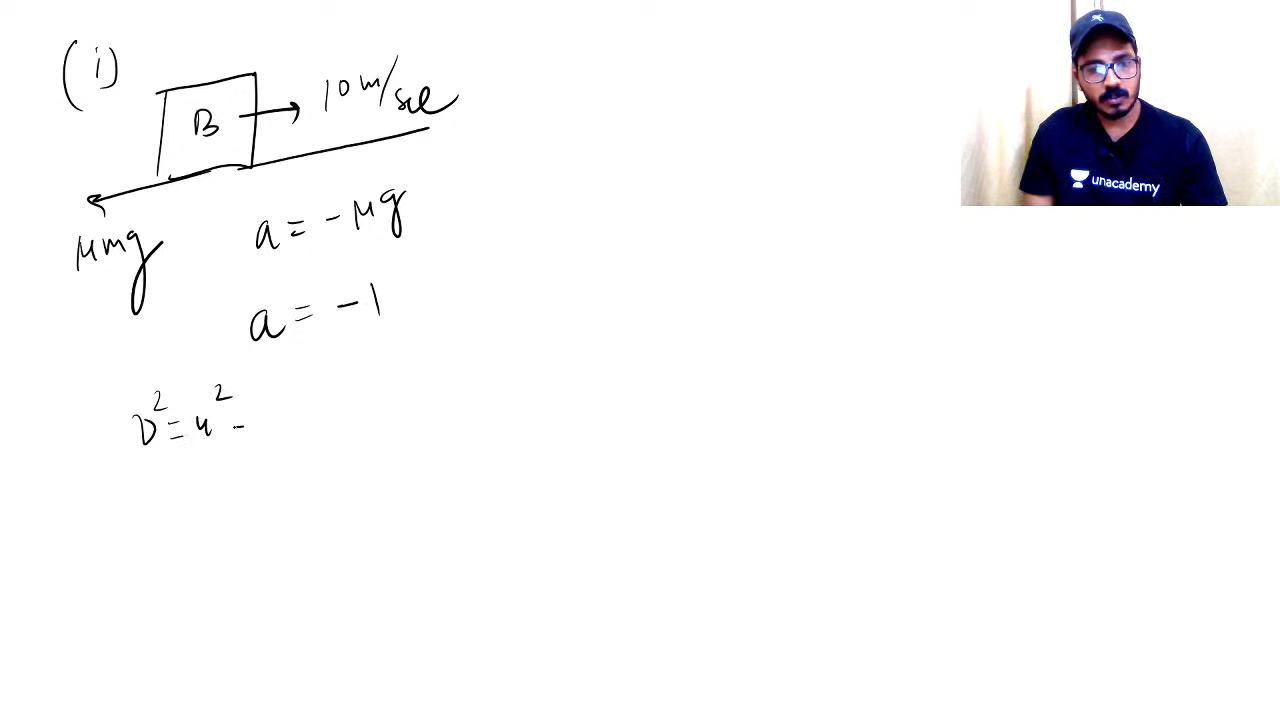 (i)
B
10 m/sec
μmg
a = -μg
a = -1
v² = u² -
unacademy